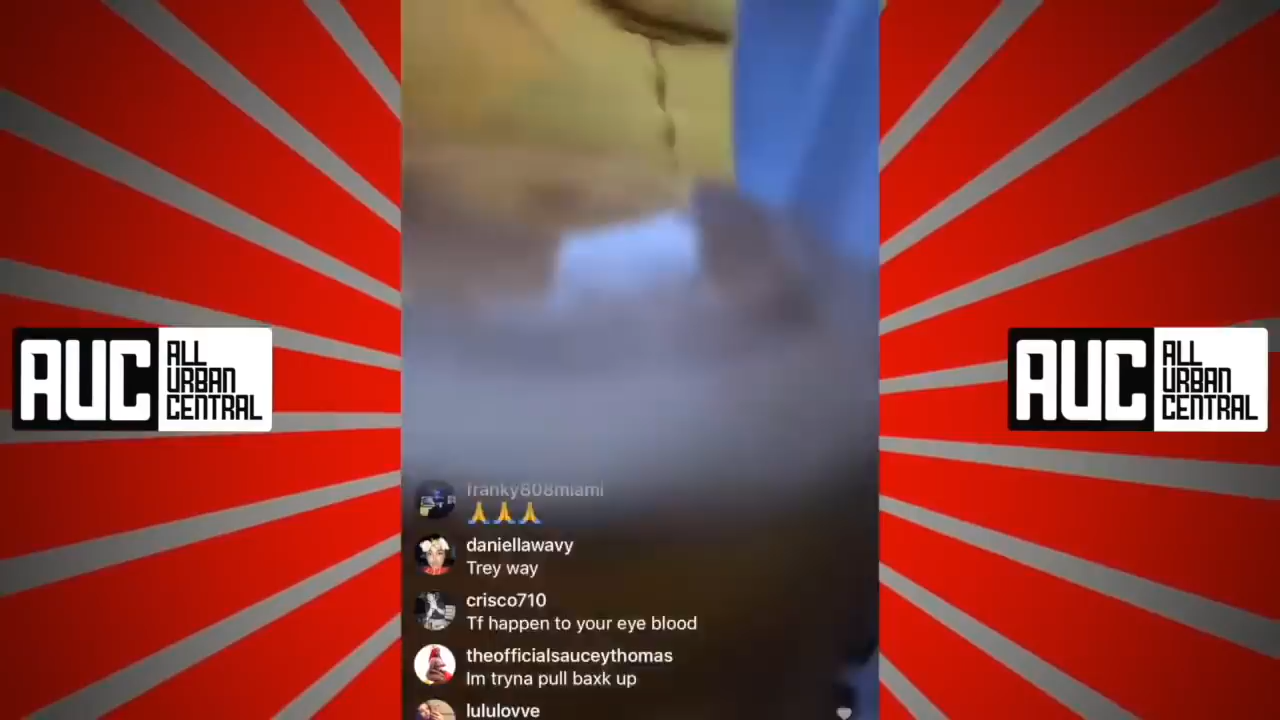 AUC
ALL
URBAN
CENTRAL
franky808miami
🙏🙏🙏
daniellawavy
Trey way
crisco710
Tf happen to your eye blood
theofficialsauceythomas
Im tryna pull baxk up
lululovve
AUC
ALL
URBAN
CENTRAL